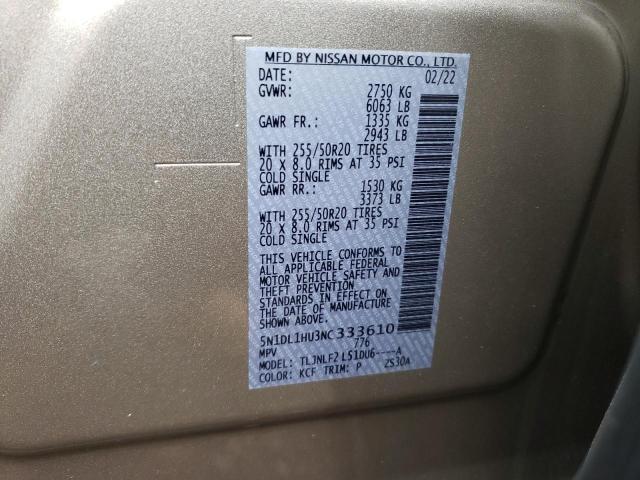 MFD BY NISSAN MOTOR CO., LTD.
DATE: 02/22
GVWR: 2750 KG
6063 LB
GAWR FR.: 1335 KG
2943 LB
WITH 255/50R20 TIRES
20 X 8.0 RIMS AT 35 PSI
COLD SINGLE
GAWR RR.: 1530 KG
3373 LB
WITH 255/50R20 TIRES
20 X 8.0 RIMS AT 35 PSI
COLD SINGLE
THIS VEHICLE CONFORMS TO
ALL APPLICABLE FEDERAL
MOTOR VEHICLE SAFETY AND
THEFT PREVENTION
STANDARDS IN EFFECT ON
THE DATE OF MANUFACTURE
SHOWN ABOVE.
5N1DL1HU3NC333610
MPV 776
MODEL: TLJNLF2L51DU6----A
COLOR: KCF TRIM: P ZS30A